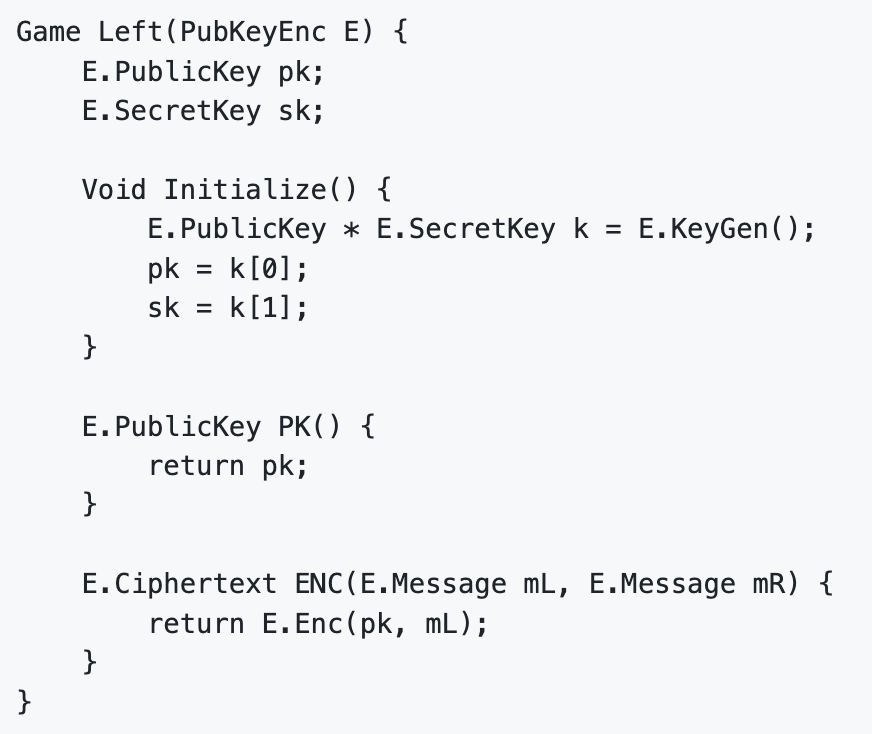 Game Left(PubKeyEnc E) {
    E.PublicKey pk;
    E.SecretKey sk;

    Void Initialize() {
        E.PublicKey * E.SecretKey k = E.KeyGen();
        pk = k[0];
        sk = k[1];
    }

    E.PublicKey PK() {
        return pk;
    }

    E.Ciphertext ENC(E.Message mL, E.Message mR) {
        return E.Enc(pk, mL);
    }
}